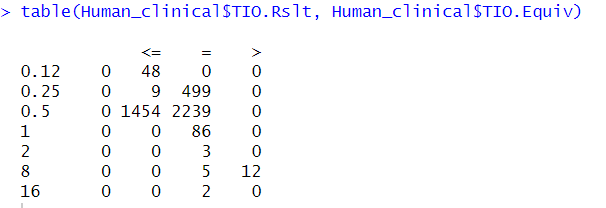 > table(Human_clinical$TIO.Rslt, Human_clinical$TIO.Equiv)
<= = >
0.12 0 48 0 0
0.25 0 9 499 0
0.5 0 1454 2239 0
1 0 0 86 0
2 0 0 3 0
8 0 0 5 12
16 0 0 2 0